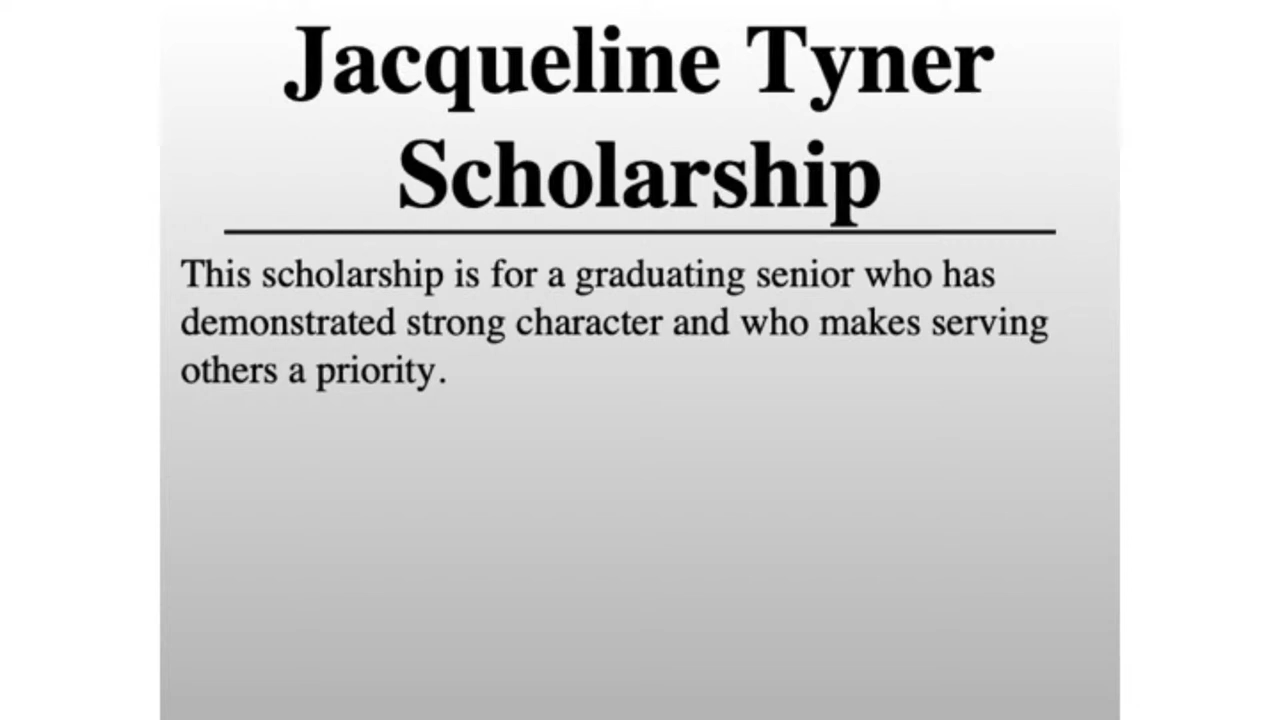 Jacqueline Tyner
Scholarship
This scholarship is for a graduating senior who has
demonstrated strong character and who makes serving
others a priority.